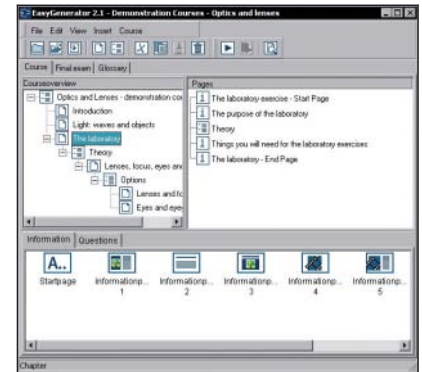 EasyGenerator 2.1 - Demonstration Courses - Optics and lenses
File Edit View Insert Course
Course Final exam Glossary
Courseoverview
Optics and Lenses - demonstration cou
Introduction
Light: waves and objects
The laboratory
Theory
Lenses, focus, eyes and
Options
Lenses and fo
Eyes and eye
Pages
The laboratory exercise - Start Page
The purpose of the laboratory
Theory
Things you will need for the laboratory exercises
The laboratory - End Page
Information Questions
A..
Startpage Informationp... Informationp... Informationp... Informationp... Informationp...
1 2 3 4 5
Chapter